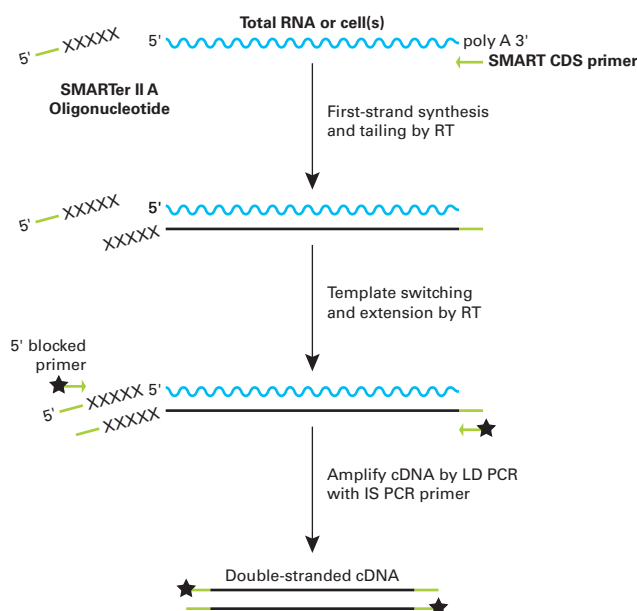 Total RNA or cell(s)
5' XXXXX
5' poly A 3'
SMART CDS primer
SMARTer II A
Oligonucleotide
First-strand synthesis
and tailing by RT
5' XXXXX
5'
XXXXX
Template switching
and extension by RT
5' blocked
primer
5' XXXXX 5'
XXXXX
Amplify cDNA by LD PCR
with IS PCR primer
Double-stranded cDNA